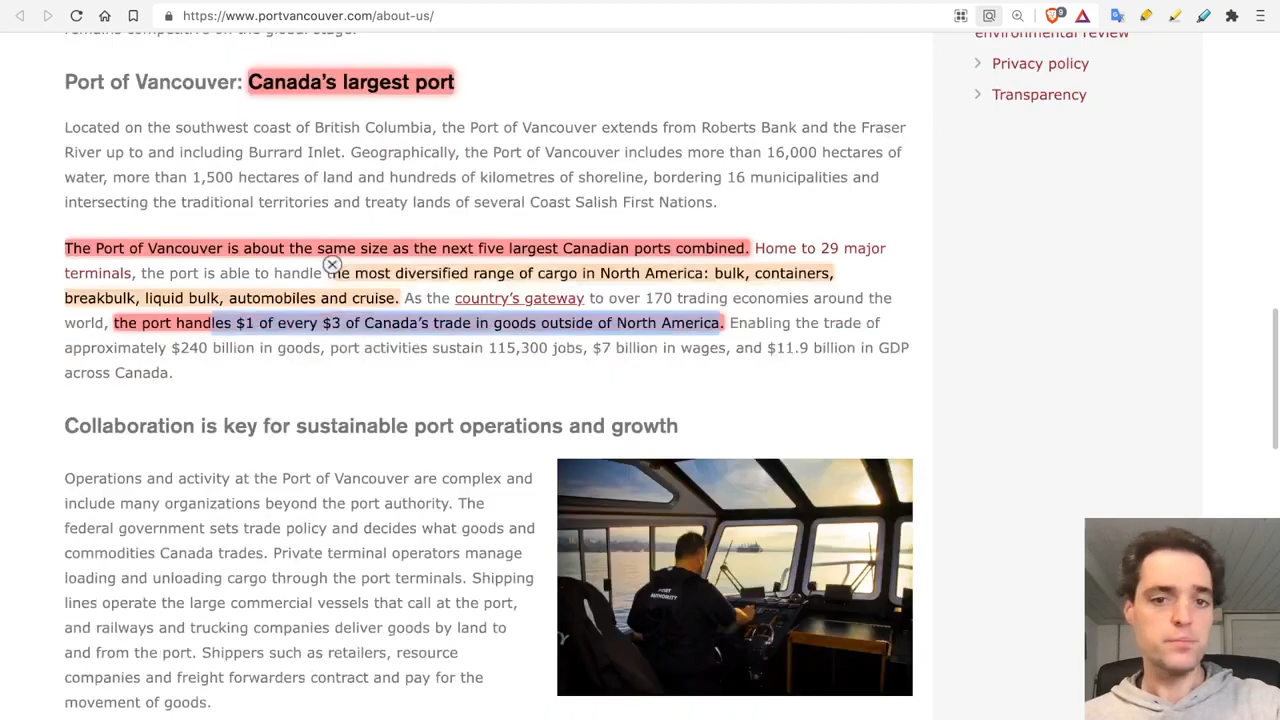 https://www.portvancouver.com/about-us/
9
remains competitive on the global stage.
environmental review
Privacy policy
Transparency
Port of Vancouver: Canada's largest port
Located on the southwest coast of British Columbia, the Port of Vancouver extends from Roberts Bank and the Fraser
River up to and including Burrard Inlet. Geographically, the Port of Vancouver includes more than 16,000 hectares of
water, more than 1,500 hectares of land and hundreds of kilometres of shoreline, bordering 16 municipalities and
intersecting the traditional territories and treaty lands of several Coast Salish First Nations.
The Port of Vancouver is about the same size as the next five largest Canadian ports combined. Home to 29 major
terminals, the port is able to handle the most diversified range of cargo in North America: bulk, containers,
breakbulk, liquid bulk, automobiles and cruise. As the country's gateway to over 170 trading economies around the
world, the port handles $1 of every $3 of Canada's trade in goods outside of North America. Enabling the trade of
approximately $240 billion in goods, port activities sustain 115,300 jobs, $7 billion in wages, and $11.9 billion in GDP
across Canada.
Collaboration is key for sustainable port operations and growth
Operations and activity at the Port of Vancouver are complex and
include many organizations beyond the port authority. The
federal government sets trade policy and decides what goods and
commodities Canada trades. Private terminal operators manage
loading and unloading cargo through the port terminals. Shipping
lines operate the large commercial vessels that call at the port,
and railways and trucking companies deliver goods by land to
and from the port. Shippers such as retailers, resource
companies and freight forwarders contract and pay for the
movement of goods.
PORT
AUTHORITY